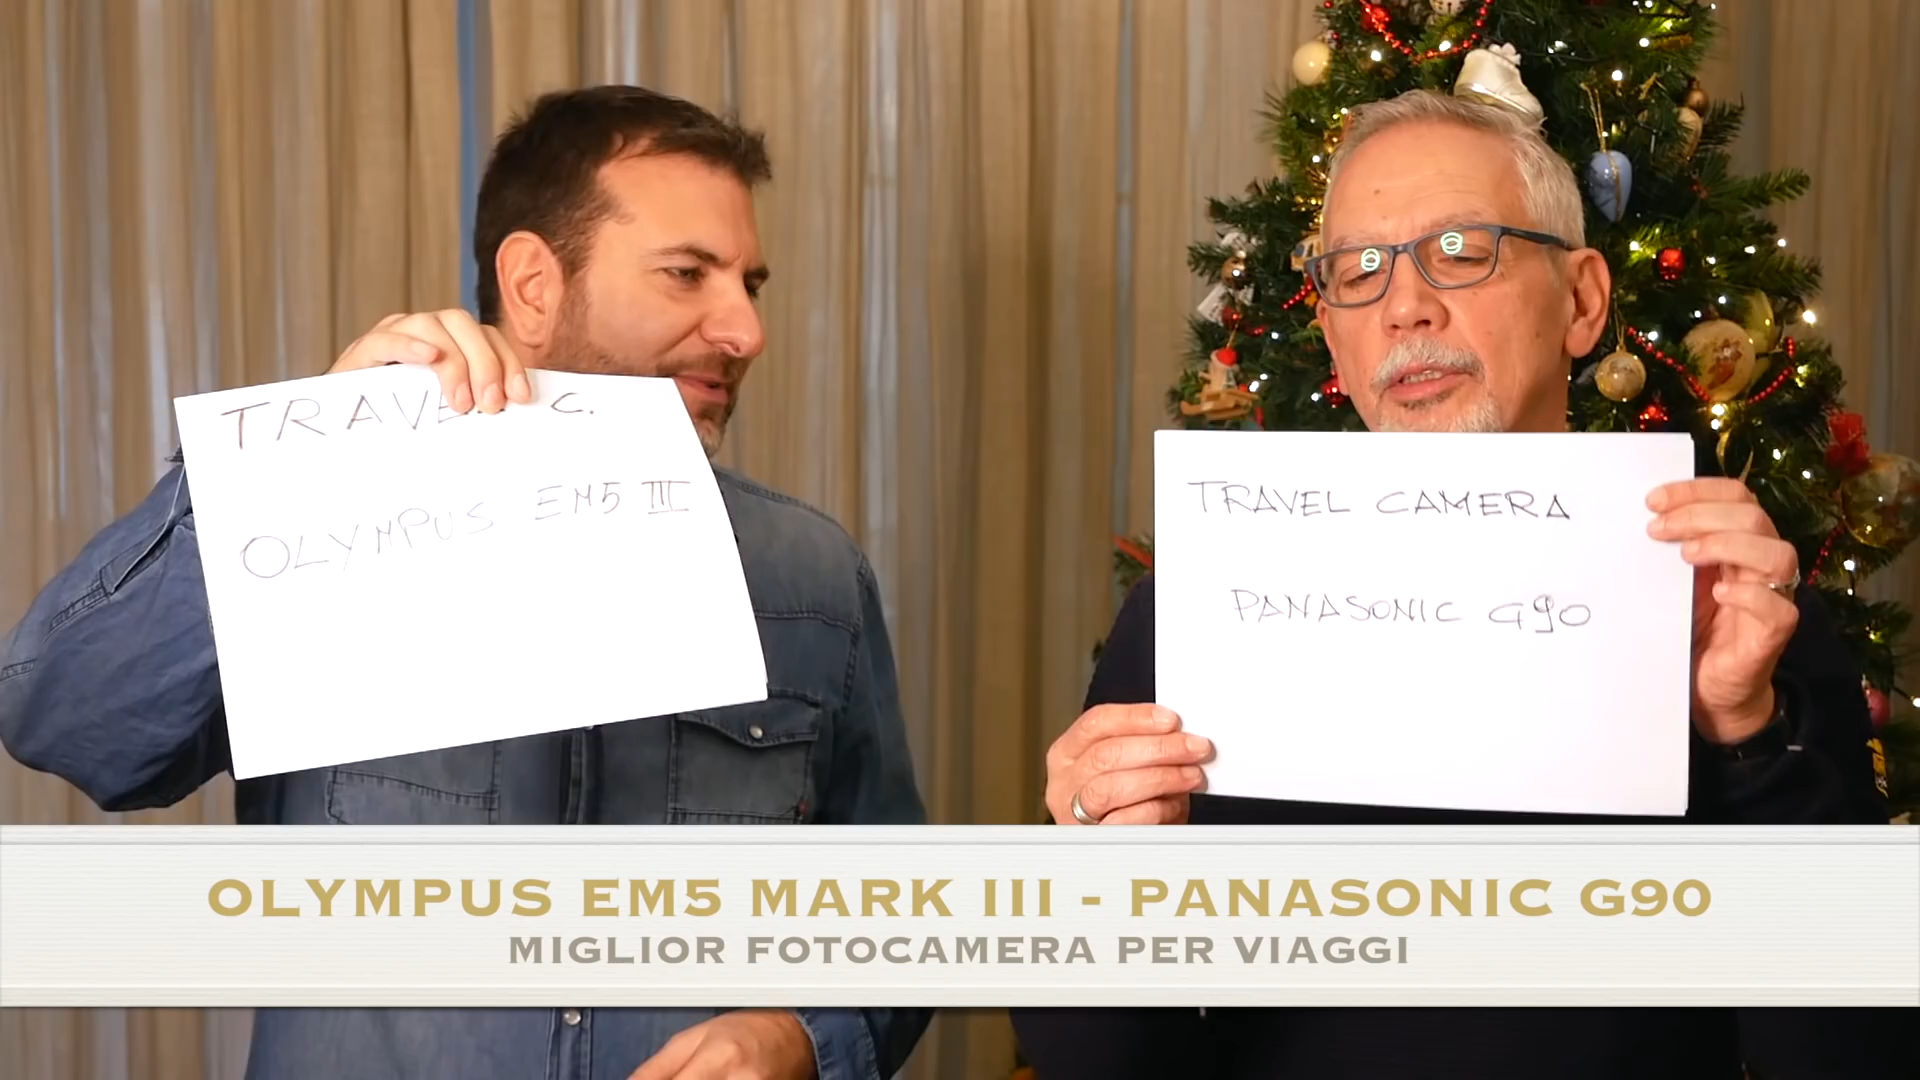 C.
OLYMPUS EM5 III
TRAVEL CAMERA
PANASONIC G90
OLYMPUS EM5 MARK III - PANASONIC G90
MIGLIOR FOTOCAMERA PER VIAGGI